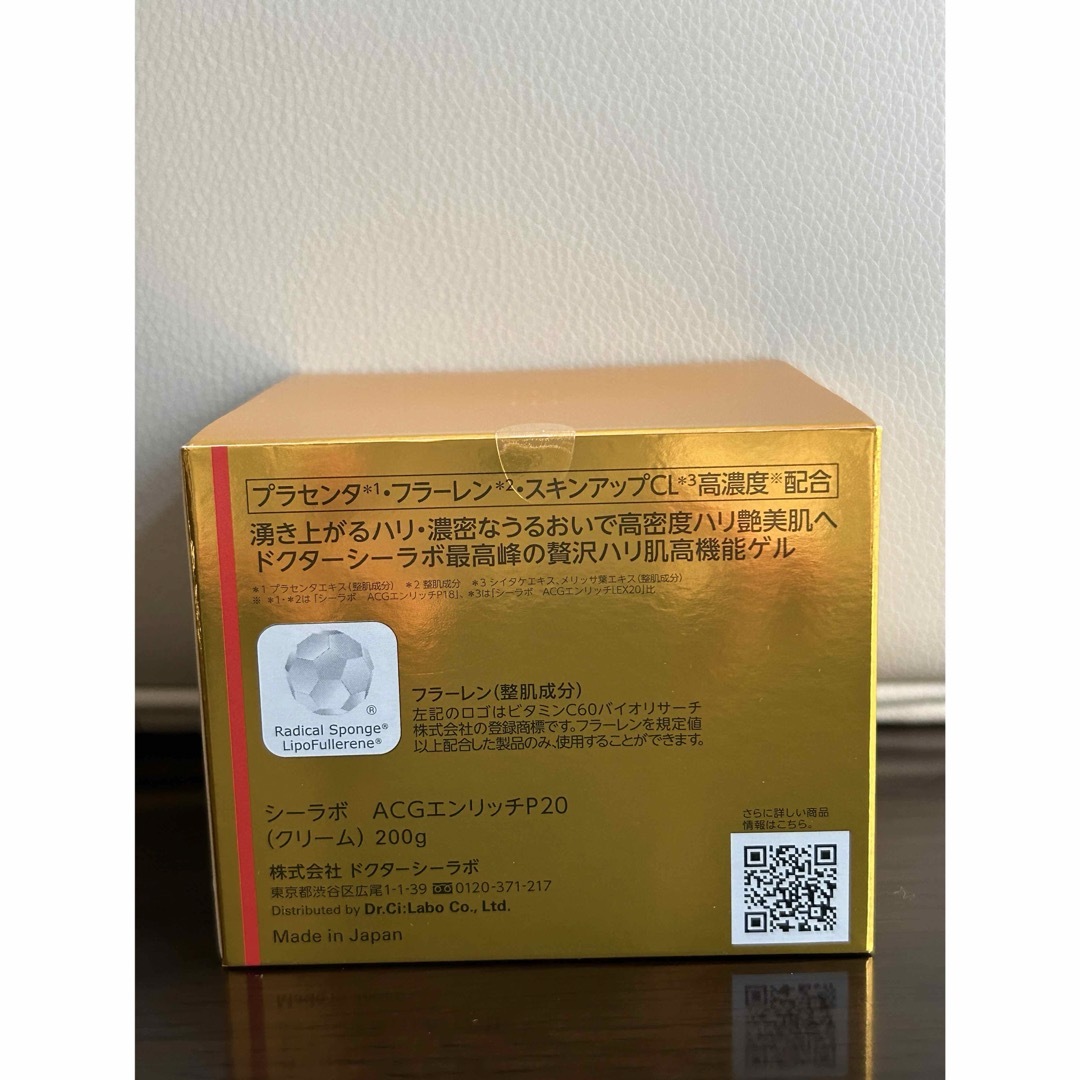 プラセンタ*1・フラーレン*2・スキンアップCL*3高濃度※配合
湧き上がるハリ・濃密なうるおいで高密度ハリ艶美肌へ
ドクターシーラボ最高峰の贅沢ハリ肌高機能ゲル
*1 プラセンタエキス(整肌成分) *2 整肌成分 *3 シイタケエキス、メリッサ葉エキス(整肌成分)
※ *1・*2は「シーラボ ACGエンリッチP18」、*3は「シーラボ ACGエンリッチLEX20」比
®
Radical Sponge®
LipoFullerene®
フラーレン(整肌成分)
左記のロゴはビタミンC60バイオリサーチ
株式会社の登録商標です。フラーレンを規定値
以上配合した製品のみ、使用することができます。
シーラボ ACGエンリッチP20
(クリーム) 200g
株式会社 ドクターシーラボ
東京都渋谷区広尾1-1-39 0120-371-217
Distributed by Dr.Ci:Labo Co., Ltd.
Made in Japan
さらに詳しい商品
情報はこちら。